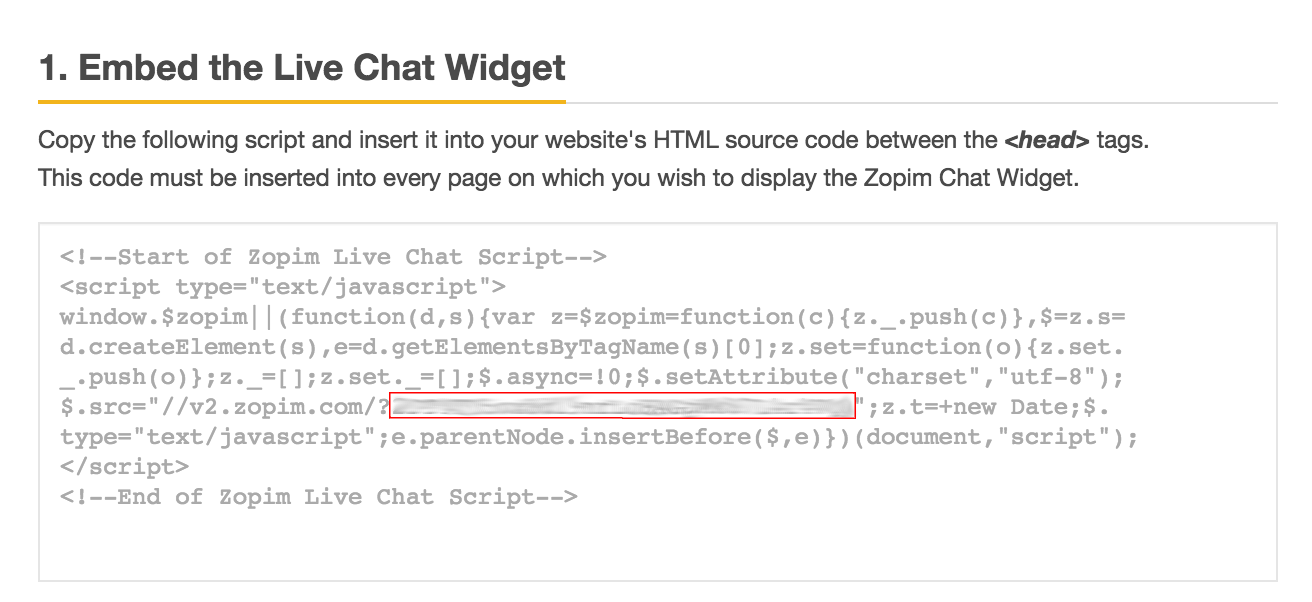 1. Embed the Live Chat Widget
Copy the following script and insert it into your website's HTML source code between the <head> tags.
This code must be inserted into every page on which you wish to display the Zopim Chat Widget.
<!--Start of Zopim Live Chat Script-->
<script type="text/javascript">
window.$zopim||(function(d,s){var z=$zopim=function(c){z._.push(c)},$=z.s=
d.createElement(s),e=d.getElementsByTagName(s)[0];z.set=function(o){z.set.
_.push(o)};z._=[];z.set._=[];$.async=!0;$.setAttribute("charset","utf-8");
$.src="//v2.zopim.com/?";z.t=+new Date;$.
type="text/javascript";e.parentNode.insertBefore($,e)})(document,"script");
</script>
<!--End of Zopim Live Chat Script-->